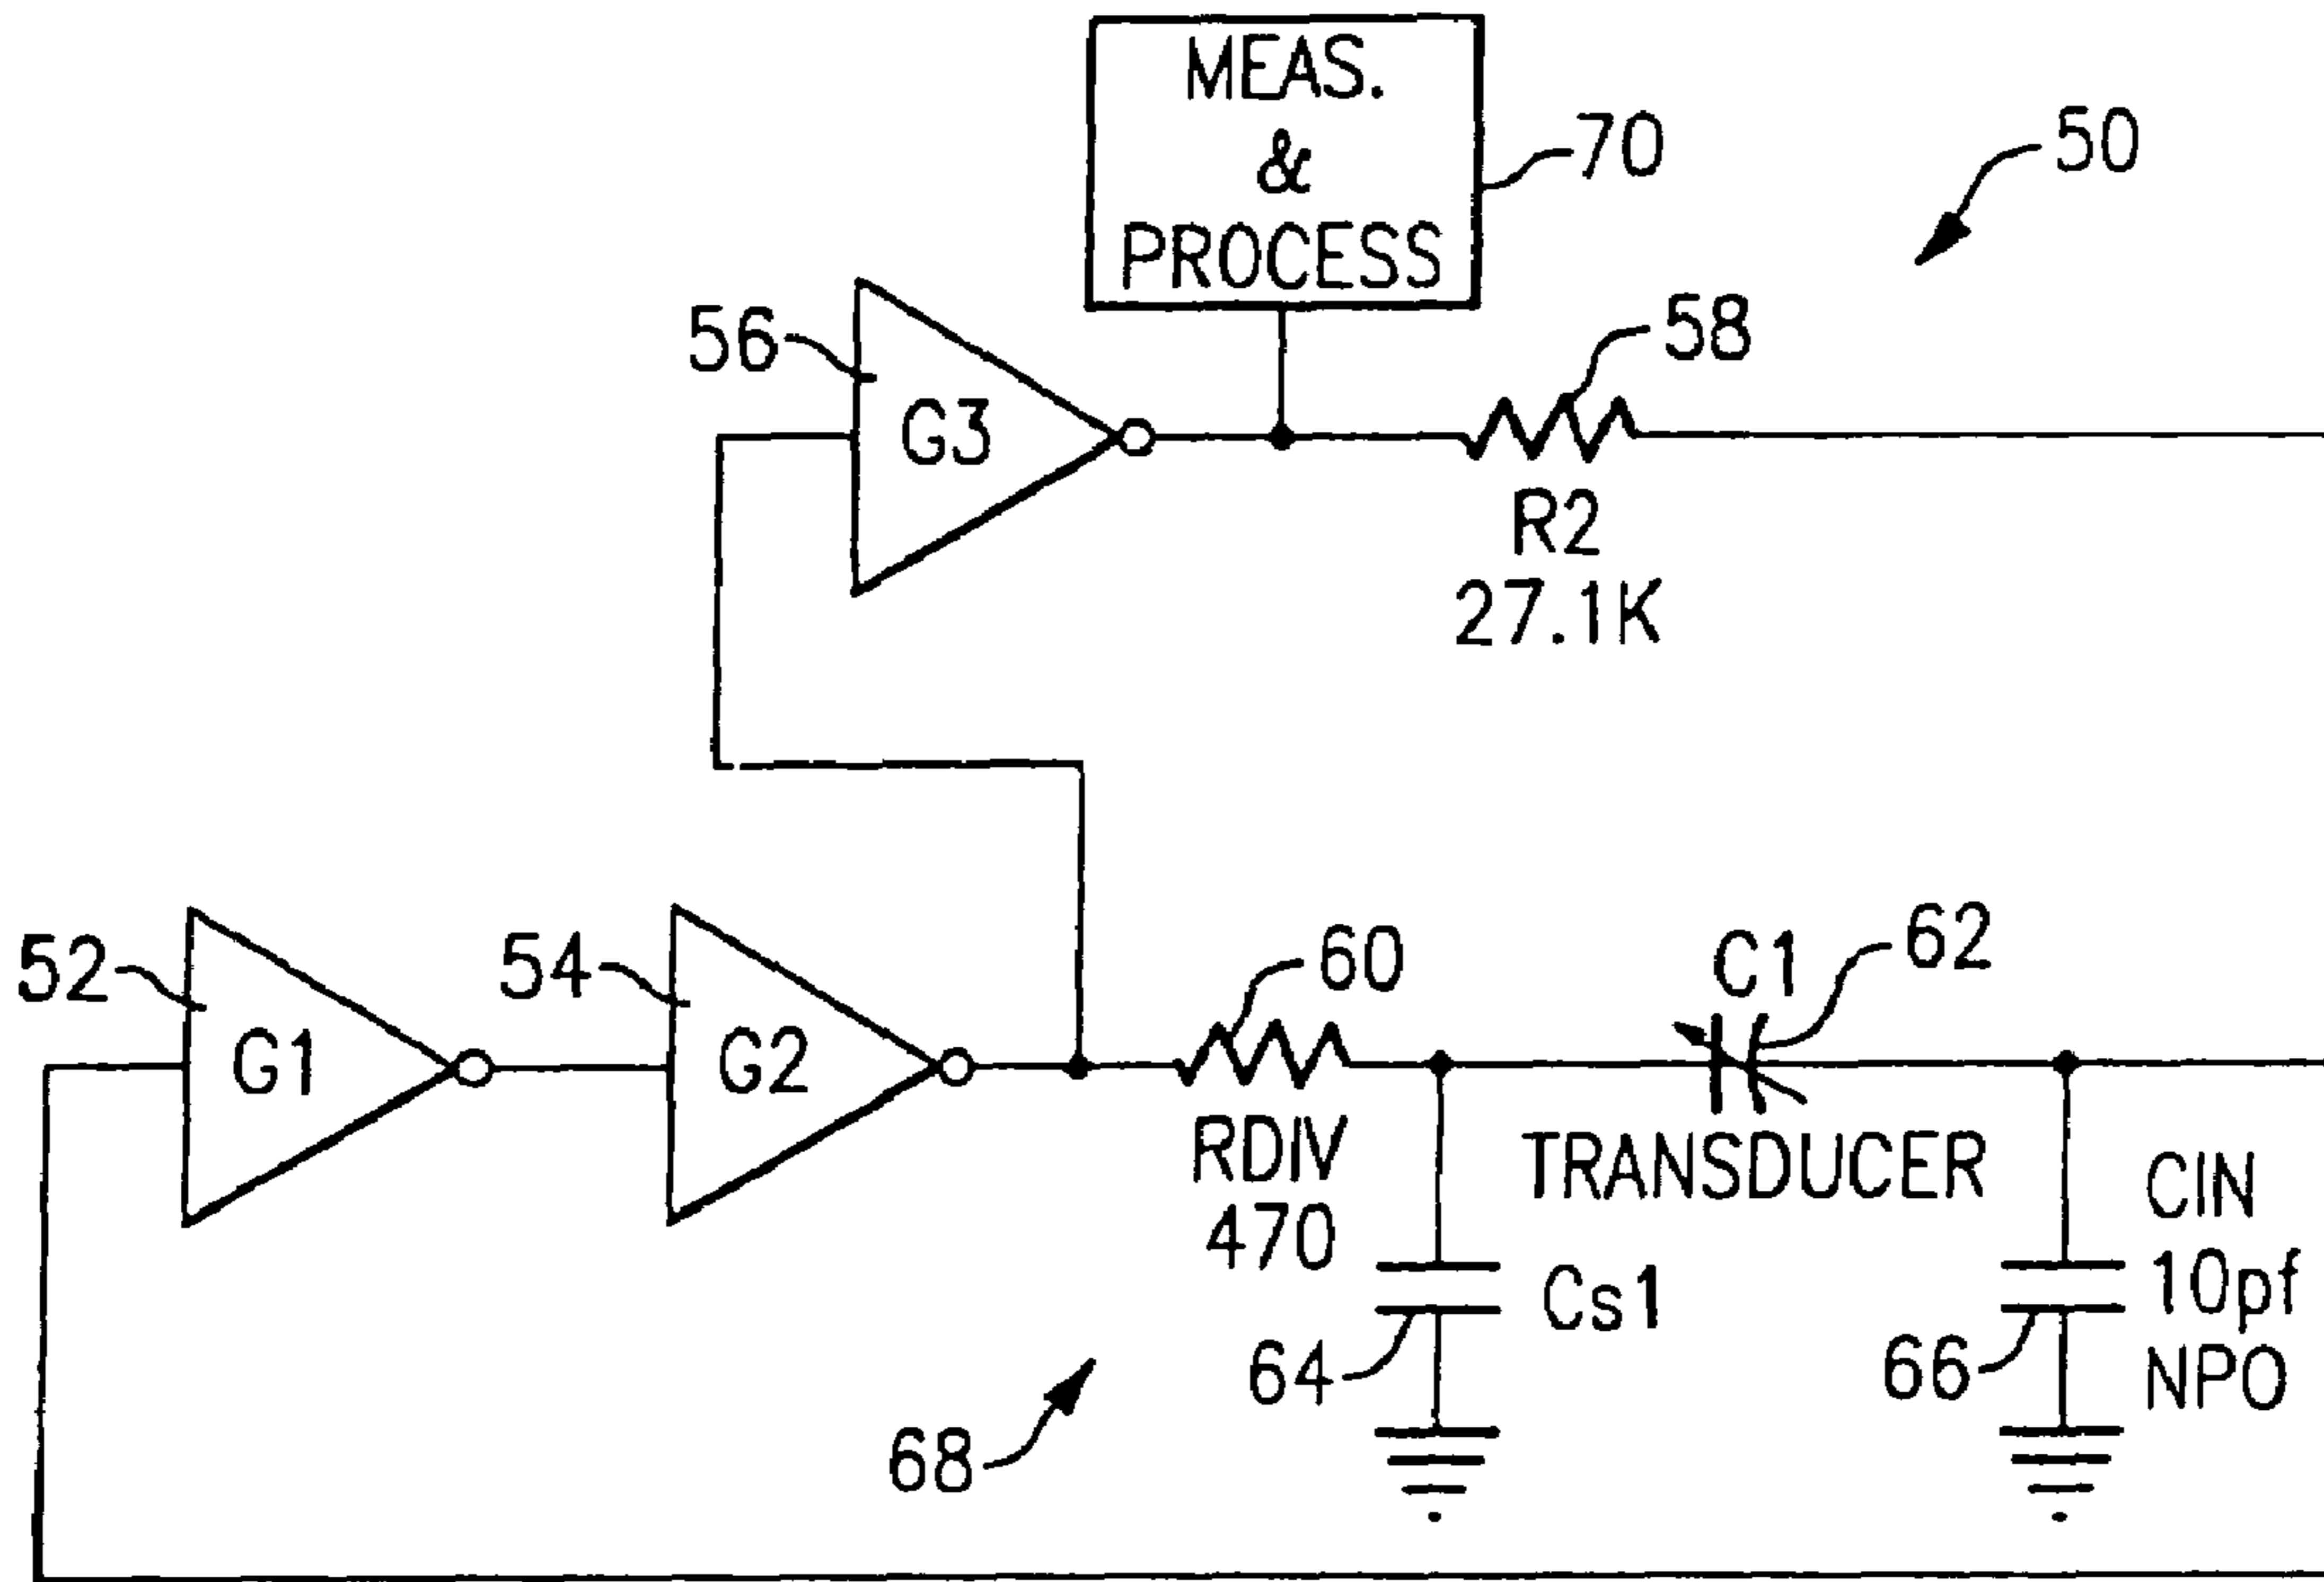 MEAS.
&
PROCESS
70
50
56
G3
58
R2
27.1K
52
G1
54
G2
60
RDIV
470
C1
62
TRANSDUCER
Cs1
64
CIN
10pf
NPO
66
68